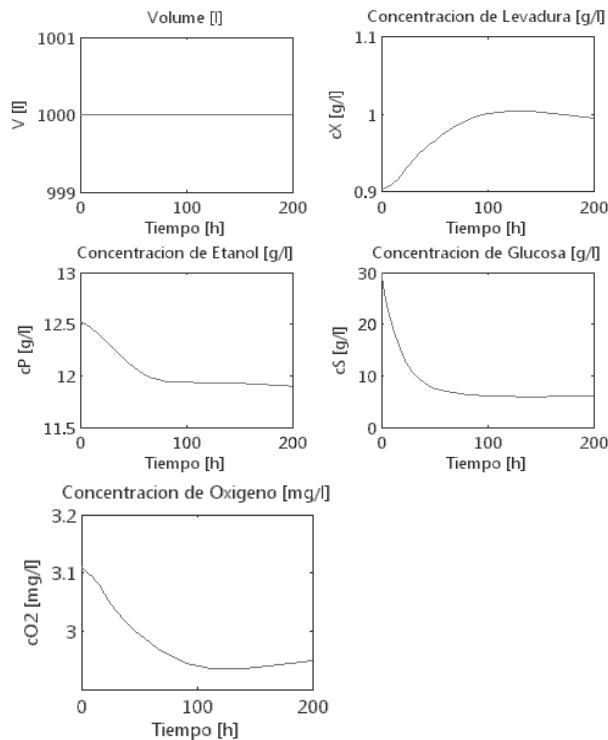 Volume [l]
1001
1000
999
V [l]
0
100
200
Tiempo [h]
Concentracion de Levadura [g/l]
1.1
1
0.9
cX [g/l]
0
100
200
Tiempo [h]
Concentracion de Etanol [g/l]
13
12.5
12
11.5
cP [g/l]
0
100
200
Tiempo [h]
Concentracion de Glucosa [g/l]
30
20
10
0
cS [g/l]
0
100
200
Tiempo [h]
Concentracion de Oxigeno [mg/l]
3.2
3.1
3
cO2 [mg/l]
0
100
200
Tiempo [h]